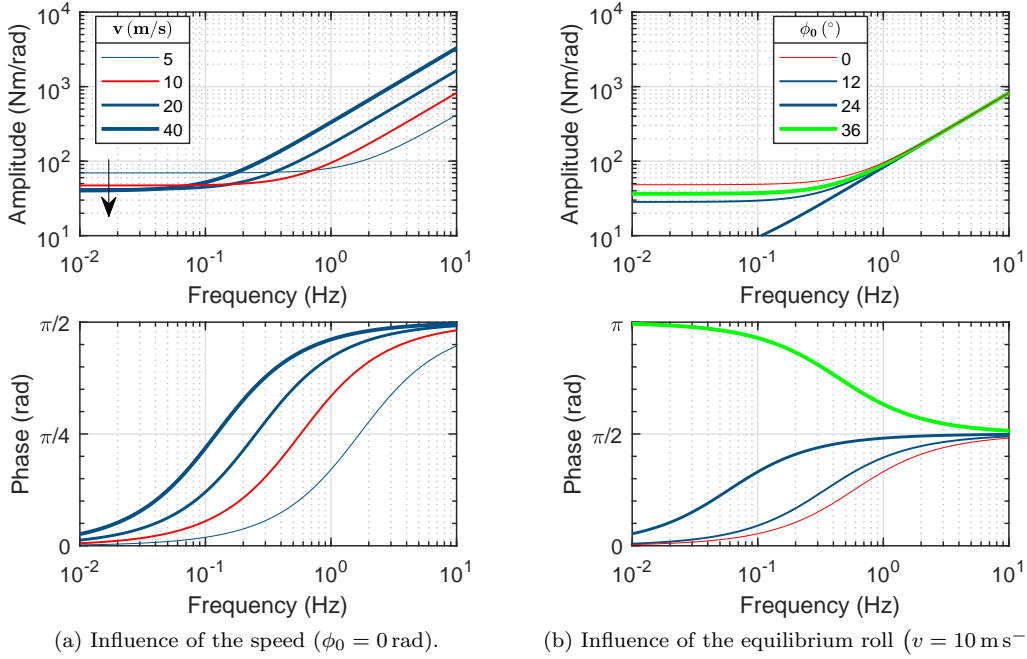 10^4
10^3
10^2
10^1
Amplitude (Nm/rad)
v (m/s)
5
10
20
40
10^-2
10^-1
10^0
10^1
Frequency (Hz)
10^4
10^3
10^2
10^1
Amplitude (Nm/rad)
ϕ_0 (°)
0
12
24
36
10^-2
10^-1
10^0
10^1
Frequency (Hz)
π/2
π/4
0
Phase (rad)
10^-2
10^-1
10^0
10^1
Frequency (Hz)
π
π/2
0
Phase (rad)
10^-2
10^-1
10^0
10^1
Frequency (Hz)
(a) Influence of the speed (ϕ_0 = 0 rad).
(b) Influence of the equilibrium roll (v = 10 m s^−